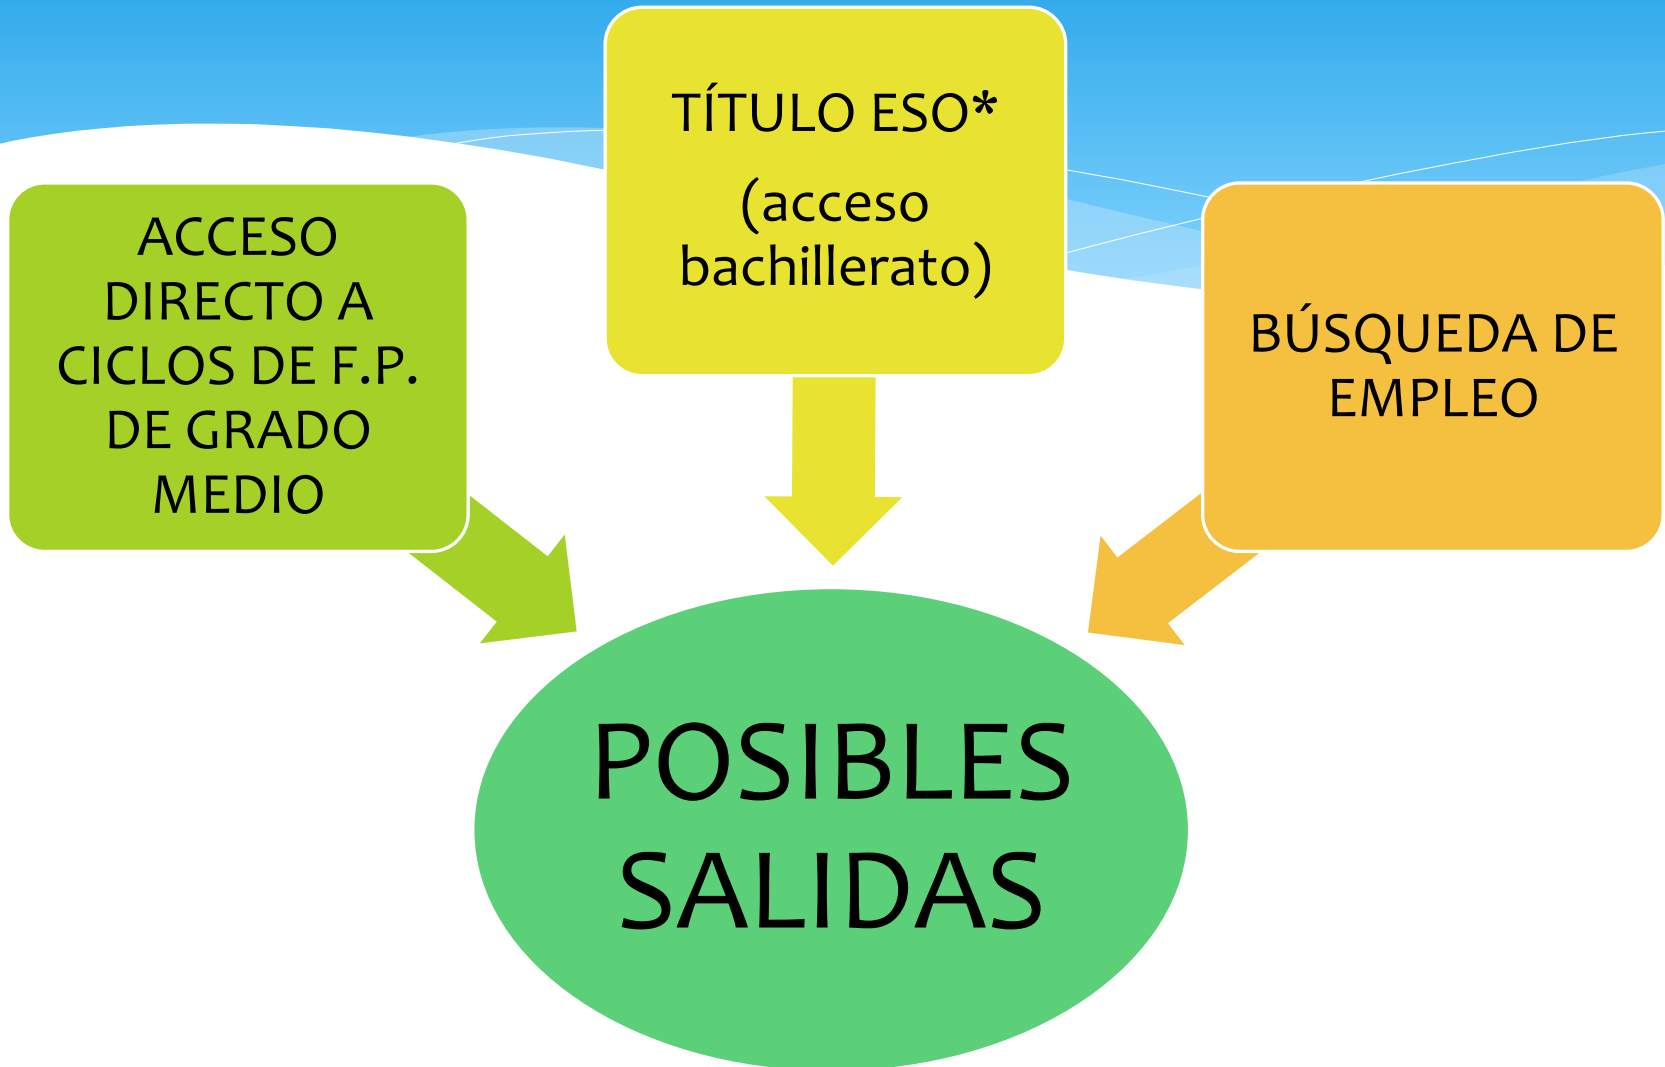 ACCESO
DIRECTO A
CICLOS DE F.P.
DE GRADO
MEDIO
TÍTULO ESO*
(acceso
bachillerato)
BÚSQUEDA DE
EMPLEO
POSIBLES
SALIDAS